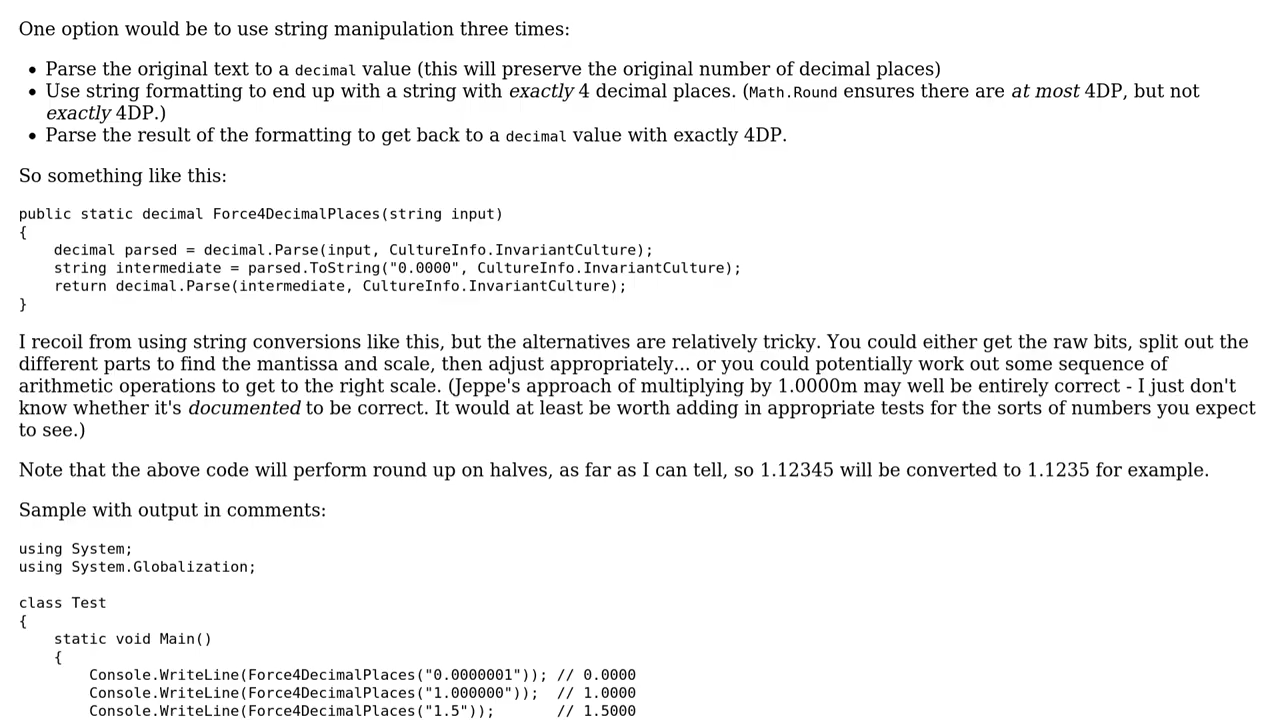 One option would be to use string manipulation three times:
• Parse the original text to a decimal value (this will preserve the original number of decimal places)
• Use string formatting to end up with a string with exactly 4 decimal places. (Math.Round ensures there are at most 4DP, but not
exactly 4DP.)
• Parse the result of the formatting to get back to a decimal value with exactly 4DP.
So something like this:
public static decimal Force4DecimalPlaces(string input)
{
    decimal parsed = decimal.Parse(input, CultureInfo.InvariantCulture);
    string intermediate = parsed.ToString("0.0000", CultureInfo.InvariantCulture);
    return decimal.Parse(intermediate, CultureInfo.InvariantCulture);
}
I recoil from using string conversions like this, but the alternatives are relatively tricky. You could either get the raw bits, split out the
different parts to find the mantissa and scale, then adjust appropriately... or you could potentially work out some sequence of
arithmetic operations to get to the right scale. (Jeppe's approach of multiplying by 1.0000m may well be entirely correct - I just don't
know whether it's documented to be correct. It would at least be worth adding in appropriate tests for the sorts of numbers you expect
to see.)
Note that the above code will perform round up on halves, as far as I can tell, so 1.12345 will be converted to 1.1235 for example.
Sample with output in comments:
using System;
using System.Globalization;
class Test
{
    static void Main()
    {
        Console.WriteLine(Force4DecimalPlaces("0.0000001")); // 0.0000
        Console.WriteLine(Force4DecimalPlaces("1.000000"));  // 1.0000
        Console.WriteLine(Force4DecimalPlaces("1.5"));       // 1.5000